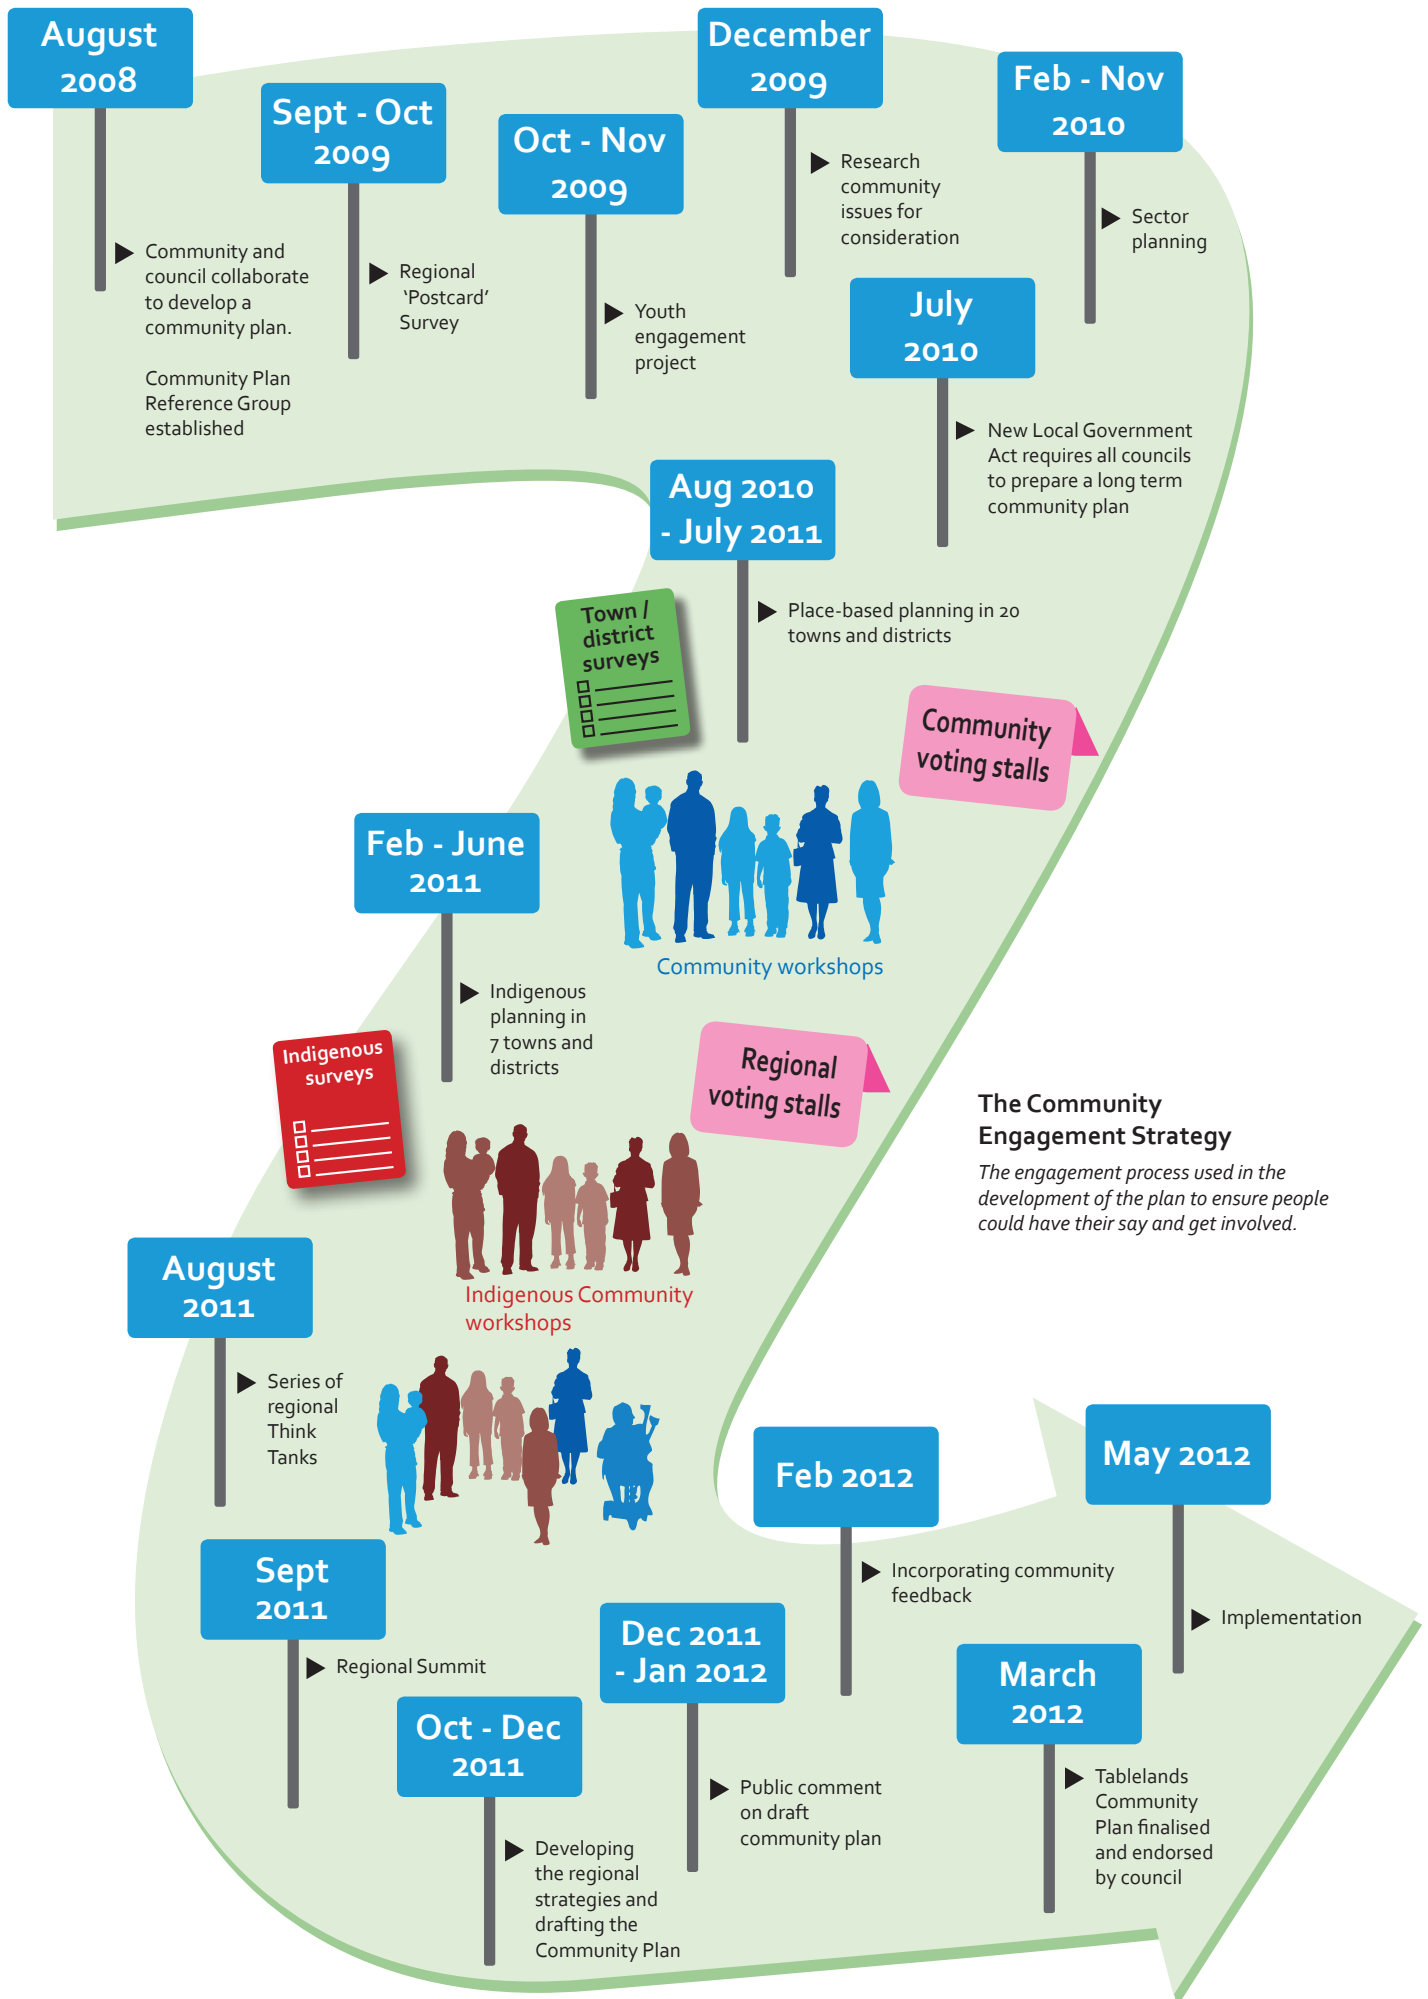 August
2008
Community and
council collaborate
to develop a
community plan.
Community Plan
Reference Group
established
Sept - Oct
2009
Regional
‘Postcard’
Survey
Oct - Nov
2009
Youth
engagement
project
December
2009
Research
community
issues for
consideration
Feb - Nov
2010
Sector
planning
July
2010
New Local Government
Act requires all councils
to prepare a long term
community plan
Aug 2010
- July 2011
Place-based planning in 20
towns and districts
Town /
district
surveys
Community
voting stalls
Community workshops
Feb - June
2011
Indigenous
planning in
7 towns and
districts
Indigenous
surveys
Regional
voting stalls
Indigenous Community
workshops
The Community
Engagement Strategy
The engagement process used in the
development of the plan to ensure people
could have their say and get involved.
August
2011
Series of
regional
Think
Tanks
Sept
2011
Regional Summit
Oct - Dec
2011
Developing
the regional
strategies and
drafting the
Community Plan
Dec 2011
- Jan 2012
Public comment
on draft
community plan
Feb 2012
Incorporating community
feedback
March
2012
Tablelands
Community
Plan finalised
and endorsed
by council
May 2012
Implementation